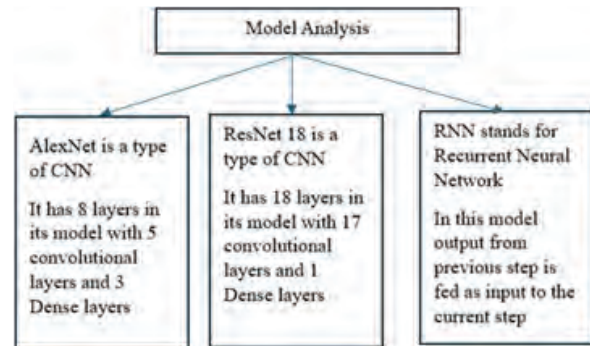 Model Analysis
AlexNet is a type
of CNN
It has 8 layers in
its model with 5
convolutional
layers and 3
Dense layers
ResNet 18 is a
type of CNN
It has 18 layers in
its model with 17
convolutional
layers and 1
Dense layers
RNN stands for
Recurrent Neural
Network
In this model
output from
previous step is
fed as input to the
current step